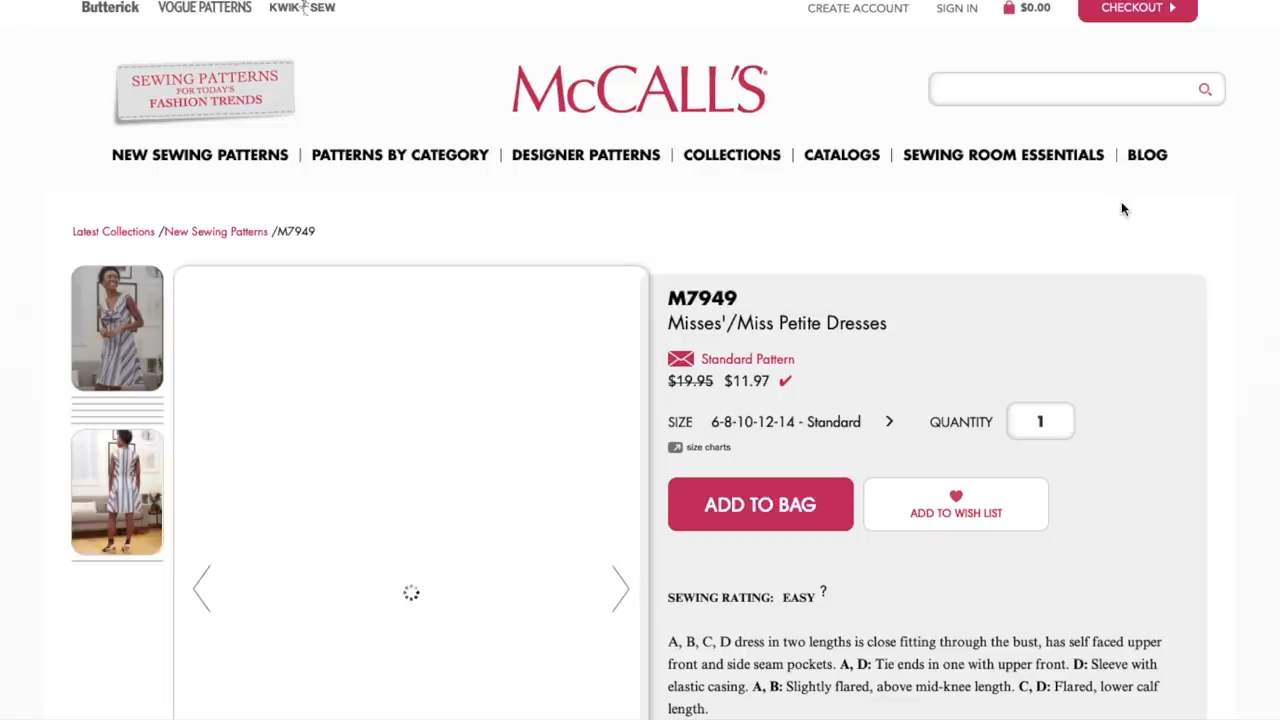 Butterick VOGUE PATTERNS KWIK SEW CREATE ACCOUNT SIGN IN $0.00 CHECKOUT
SEWING PATTERNS
FOR TODAY'S
FASHION TRENDS
McCALL'S
NEW SEWING PATTERNS | PATTERNS BY CATEGORY | DESIGNER PATTERNS | COLLECTIONS | CATALOGS | SEWING ROOM ESSENTIALS | BLOG
Latest Collections /New Sewing Patterns /M7949
M7949
Misses'/Miss Petite Dresses
Standard Pattern
$19.95 $11.97 ✔
SIZE 6-8-10-12-14 - Standard > QUANTITY 1
size charts
ADD TO BAG
ADD TO WISH LIST
SEWING RATING: EASY ?
A, B, C, D dress in two lengths is close fitting through the bust, has self faced upper
front and side seam pockets. A, D: Tie ends in one with upper front. D: Sleeve with
elastic casing. A, B: Slightly flared, above mid-knee length. C, D: Flared, lower calf
length.